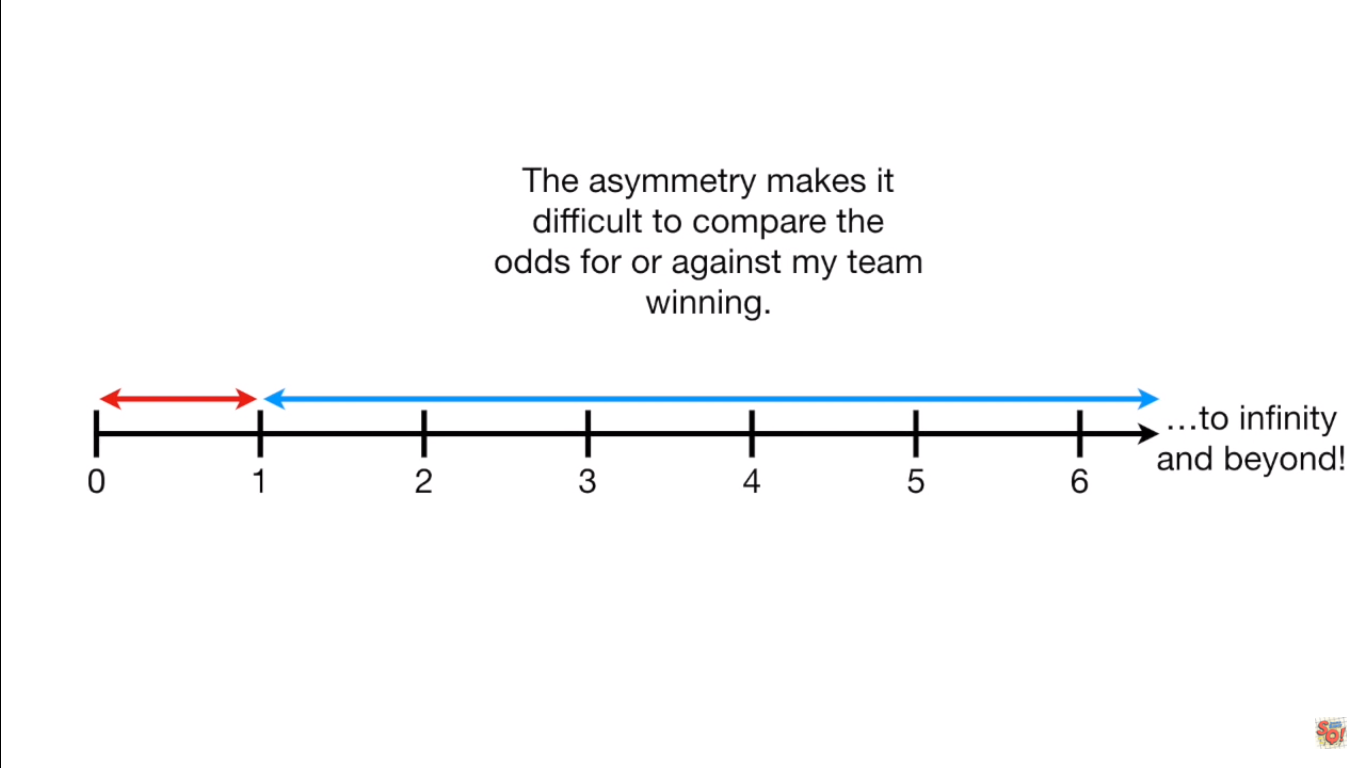 The asymmetry makes it
difficult to compare the
odds for or against my team
winning.
…to infinity
and beyond!
0 1 2 3 4 5 6
SQ!